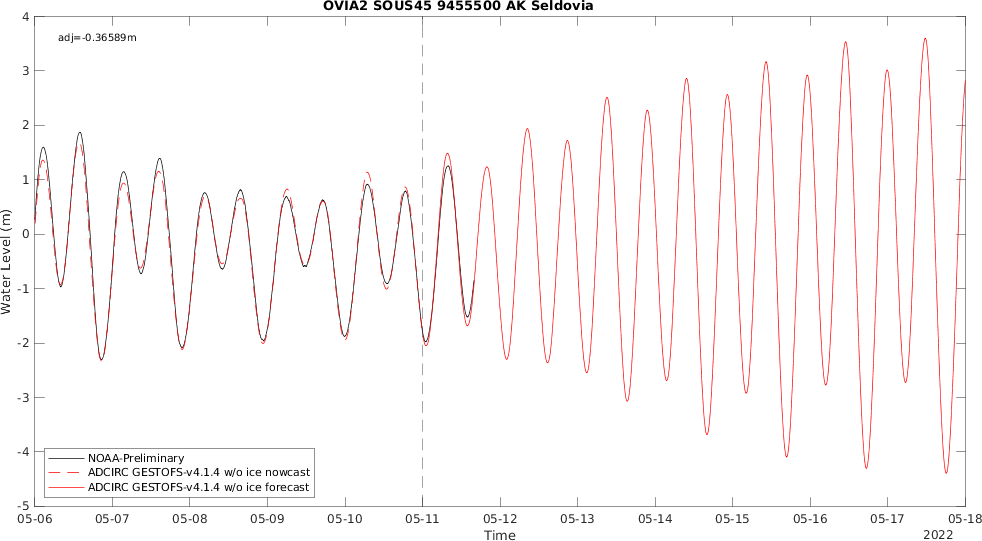 OVIA2 SOUS45 9455500 AK Seldovia
adj=-0.36589m
4
3
2
1
0
-1
-2
-3
-4
-5
Water Level (m)
NOAA-Preliminary
ADCIRC GESTOFS-v4.1.4 w/o ice nowcast
ADCIRC GESTOFS-v4.1.4 w/o ice forecast
05-06 05-07 05-08 05-09 05-10 05-11 05-12 05-13 05-14 05-15 05-16 05-17 05-18
Time
2022